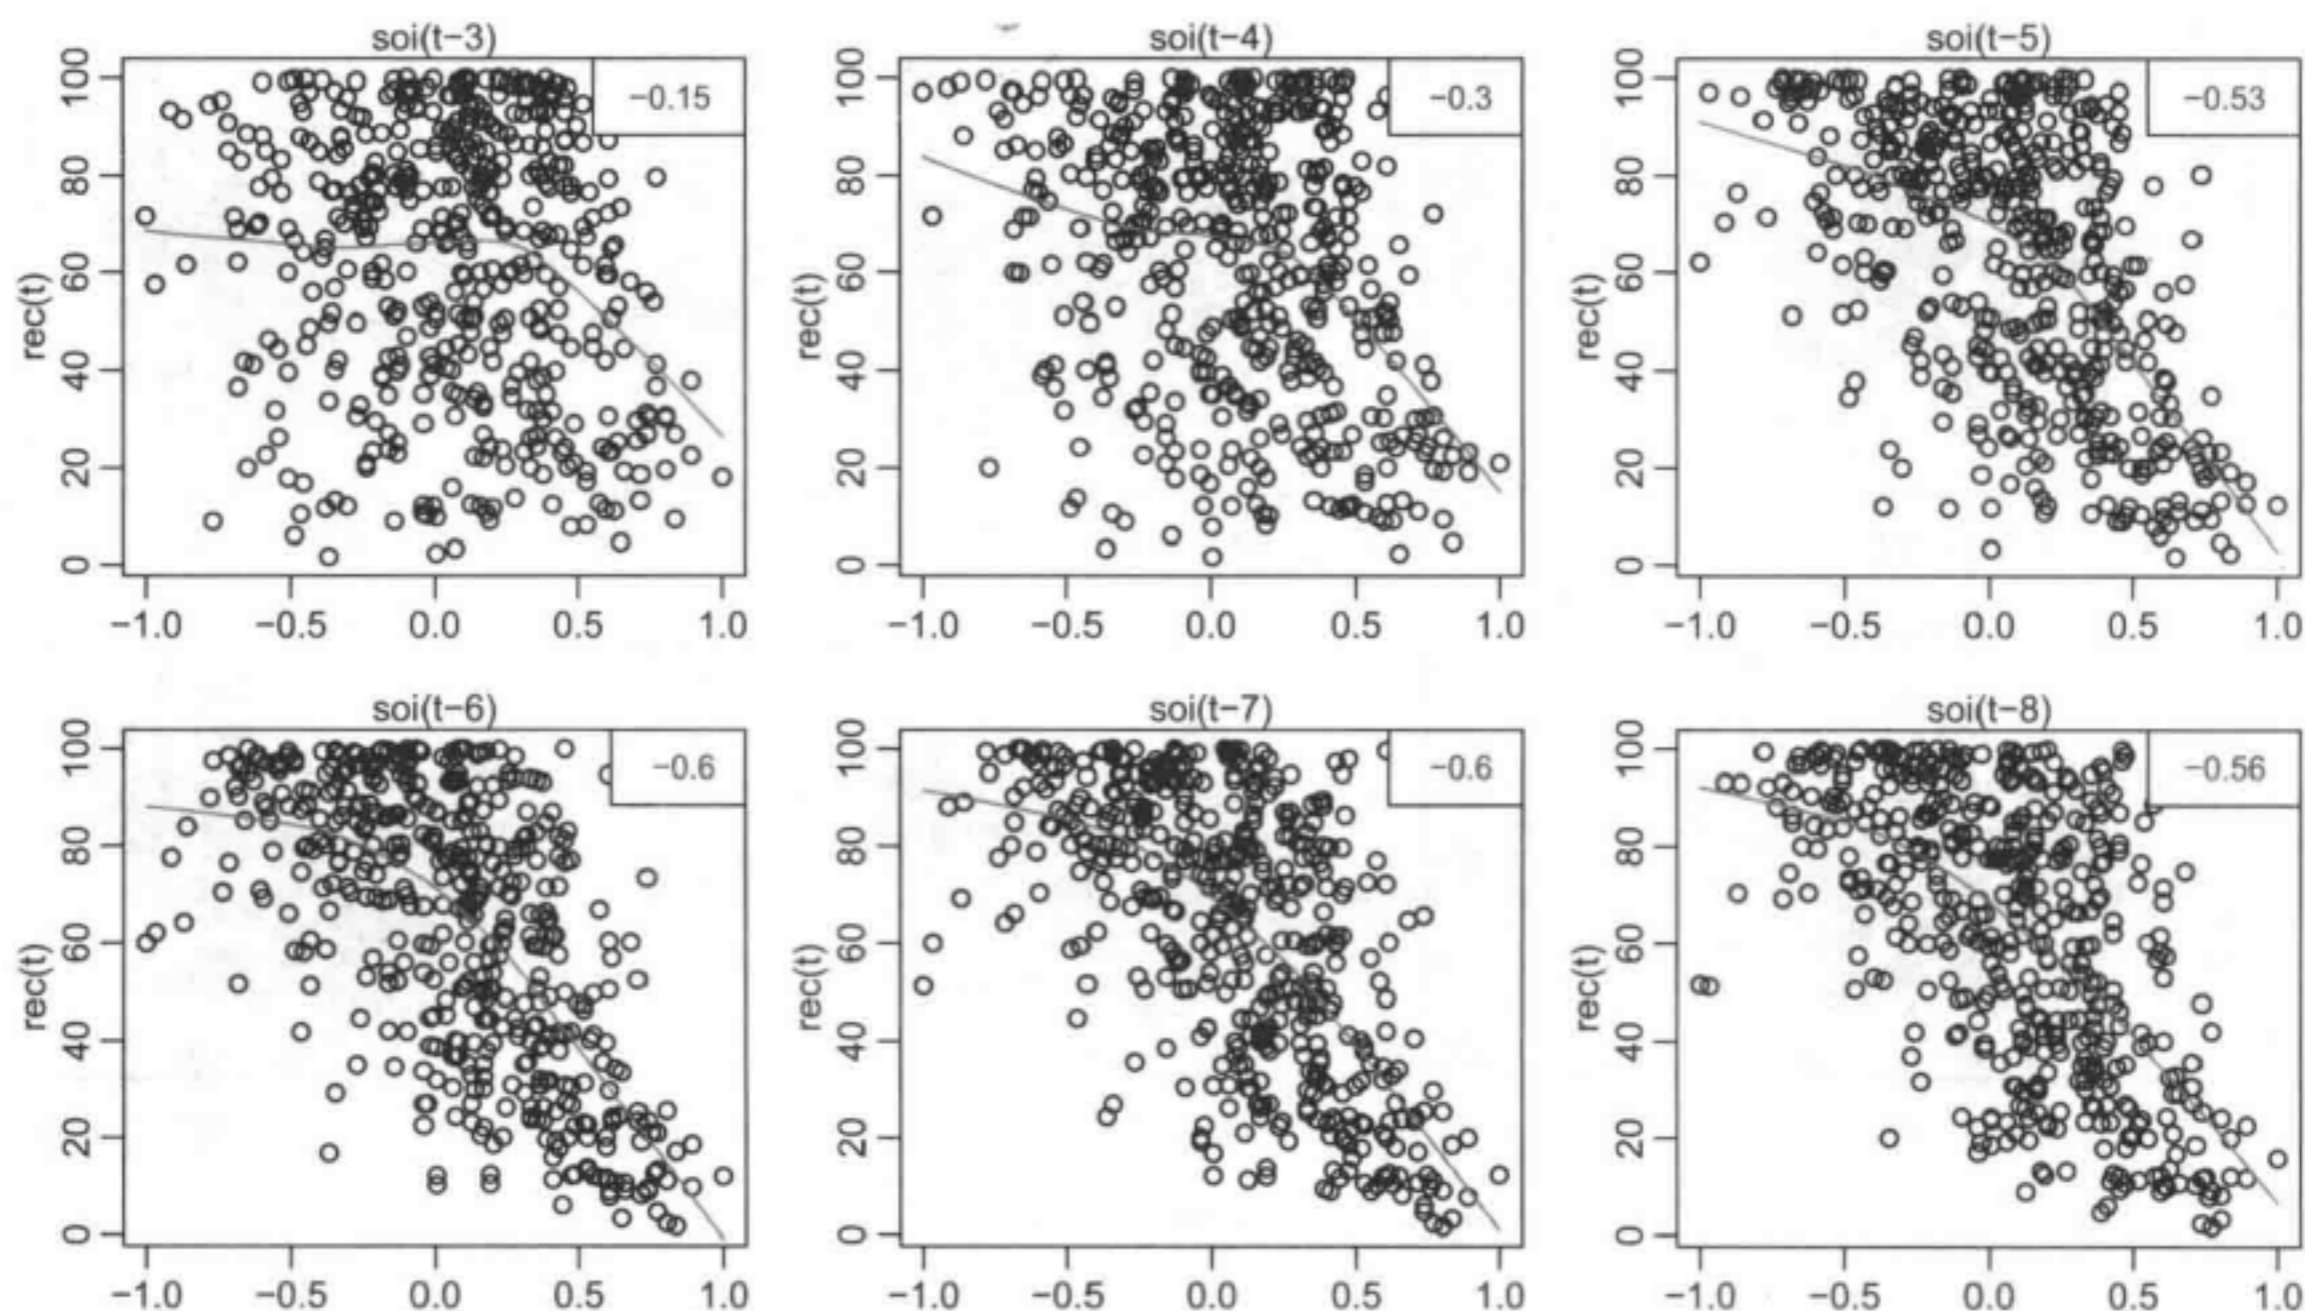 soi(t−3) soi(t−4) soi(t−5)
−0.15 −0.3 −0.53
rec(t) rec(t) rec(t)
100 100 100
80 80 80
60 60 60
40 40 40
20 20 20
0 0 0
−1.0 −0.5 0.0 0.5 1.0 −1.0 −0.5 0.0 0.5 1.0 −1.0 −0.5 0.0 0.5 1.0
soi(t−6) soi(t−7) soi(t−8)
−0.6 −0.6 −0.56
rec(t) rec(t) rec(t)
100 100 100
80 80 80
60 60 60
40 40 40
20 20 20
0 0 0
−1.0 −0.5 0.0 0.5 1.0 −1.0 −0.5 0.0 0.5 1.0 −1.0 −0.5 0.0 0.5 1.0